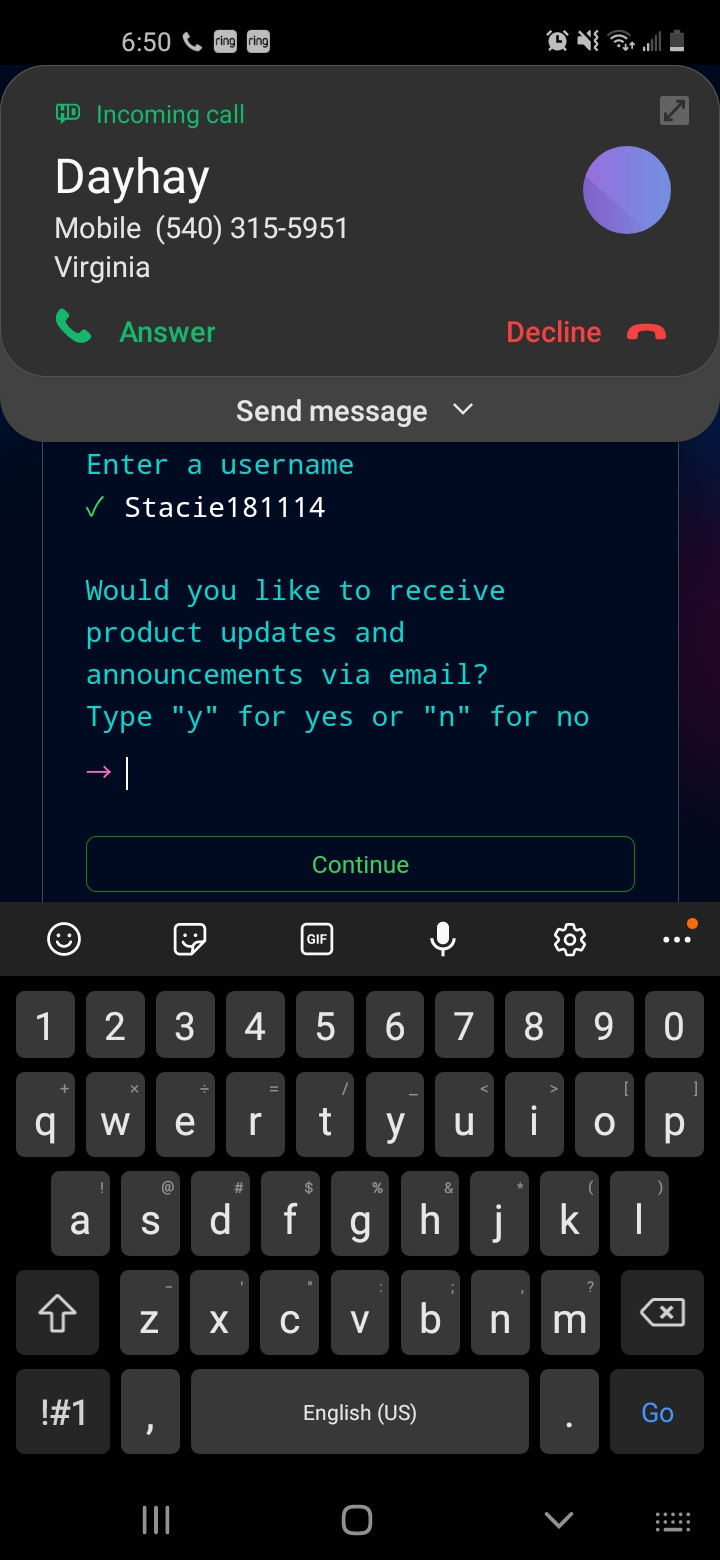 6:50 ring ring
HD Incoming call
Dayhay
Mobile (540) 315-5951
Virginia
Answer Decline
Send message
Enter a username
✓ Stacie181114
Would you like to receive
product updates and
announcements via email?
Type "y" for yes or "n" for no
→
Continue
GIF
1 2 3 4 5 6 7 8 9 0
+ × ÷ = / _ < > [ ]
q w e r t y u i o p
! @ # $ % & * ( )
a s d f g h j k l
- ' " : ; , ?
z x c v b n m
!#1 , English (US) . Go